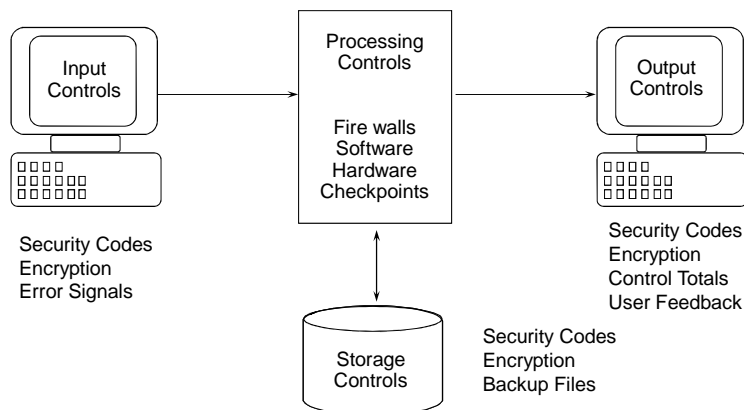 Input
Controls
Security Codes
Encryption
Error Signals
Processing
Controls
Fire walls
Software
Hardware
Checkpoints
Output
Controls
Security Codes
Encryption
Control Totals
User Feedback
Storage
Controls
Security Codes
Encryption
Backup Files